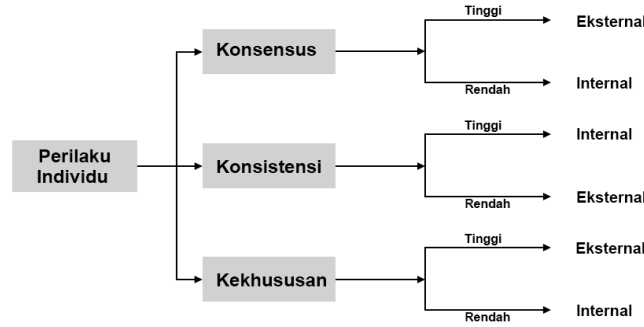 Tinggi
Eksternal
Konsensus
Rendah
Internal
Tinggi
Internal
Perilaku
Individu
Konsistensi
Rendah
Eksternal
Tinggi
Eksternal
Kekhususan
Rendah
Internal